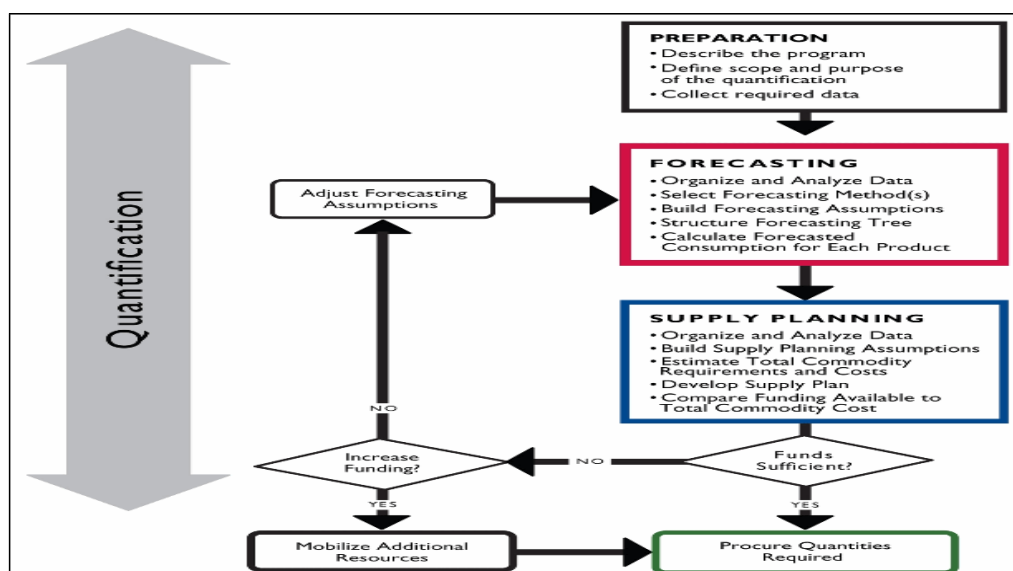 PREPARATION
• Describe the program
• Define scope and purpose
of the quantification
• Collect required data
FORECASTING
• Organize and Analyze Data
• Select Forecasting Method(s)
• Build Forecasting Assumptions
• Structure Forecasting Tree
• Calculate Forecasted
Consumption for Each Product
Adjust Forecasting
Assumptions
Quantification
SUPPLY PLANNING
• Organize and Analyze Data
• Build Supply Planning Assumptions
• Estimate Total Commodity
Requirements and Costs
• Develop Supply Plan
• Compare Funding Available to
Total Commodity Cost
NO
Increase
Funding?
NO
Funds
Sufficient?
YES
YES
Mobilize Additional
Resources
Procure Quantities
Required